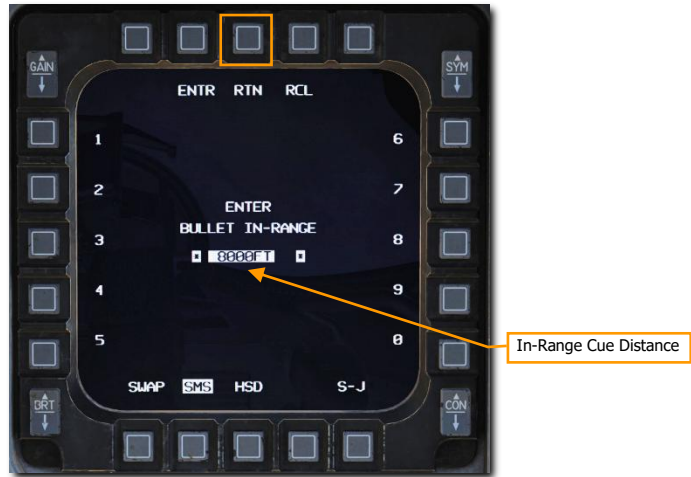 GAIN
SYM
ENTR RTN RCL
1
6
2
7
ENTER
BULLET IN-RANGE
3
8
8000FT
4
9
In-Range Cue Distance
5
0
SWAP SMS HSD S-J
BRT
CON